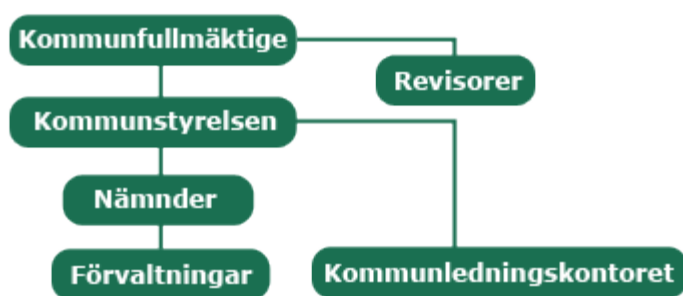 Kommunfullmäktige
Revisorer
Kommunstyrelsen
Nämnder
Förvaltningar
Kommunledningskontoret